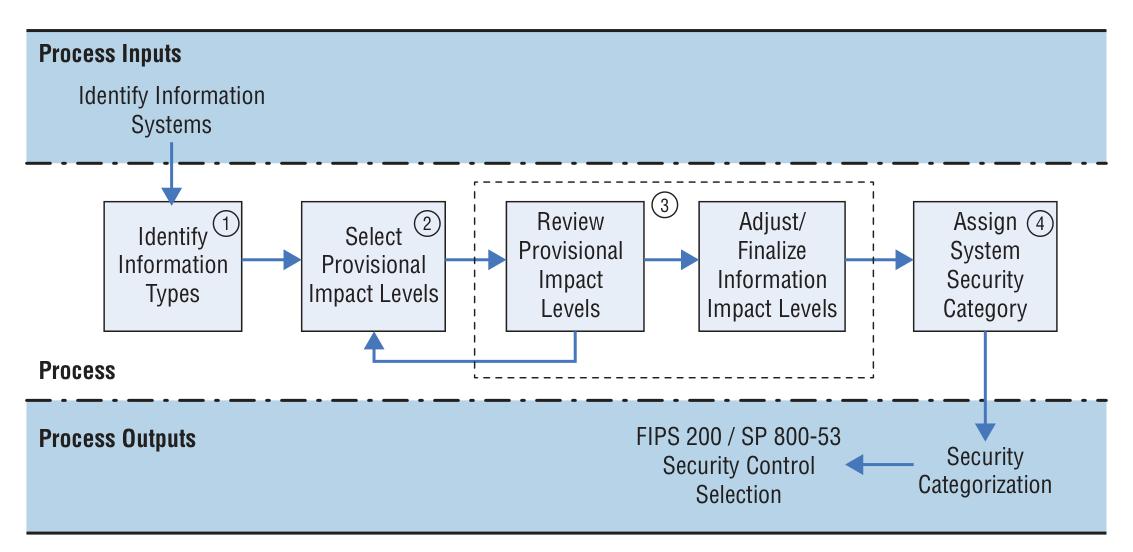 Process Inputs
Identify Information
Systems
1
Identify
Information
Types
2
Select
Provisional
Impact Levels
3
Review
Provisional
Impact
Levels
Adjust/
Finalize
Information
Impact Levels
4
Assign
System
Security
Category
Process
Process Outputs
FIPS 200 / SP 800-53
Security Control
Selection
Security
Categorization